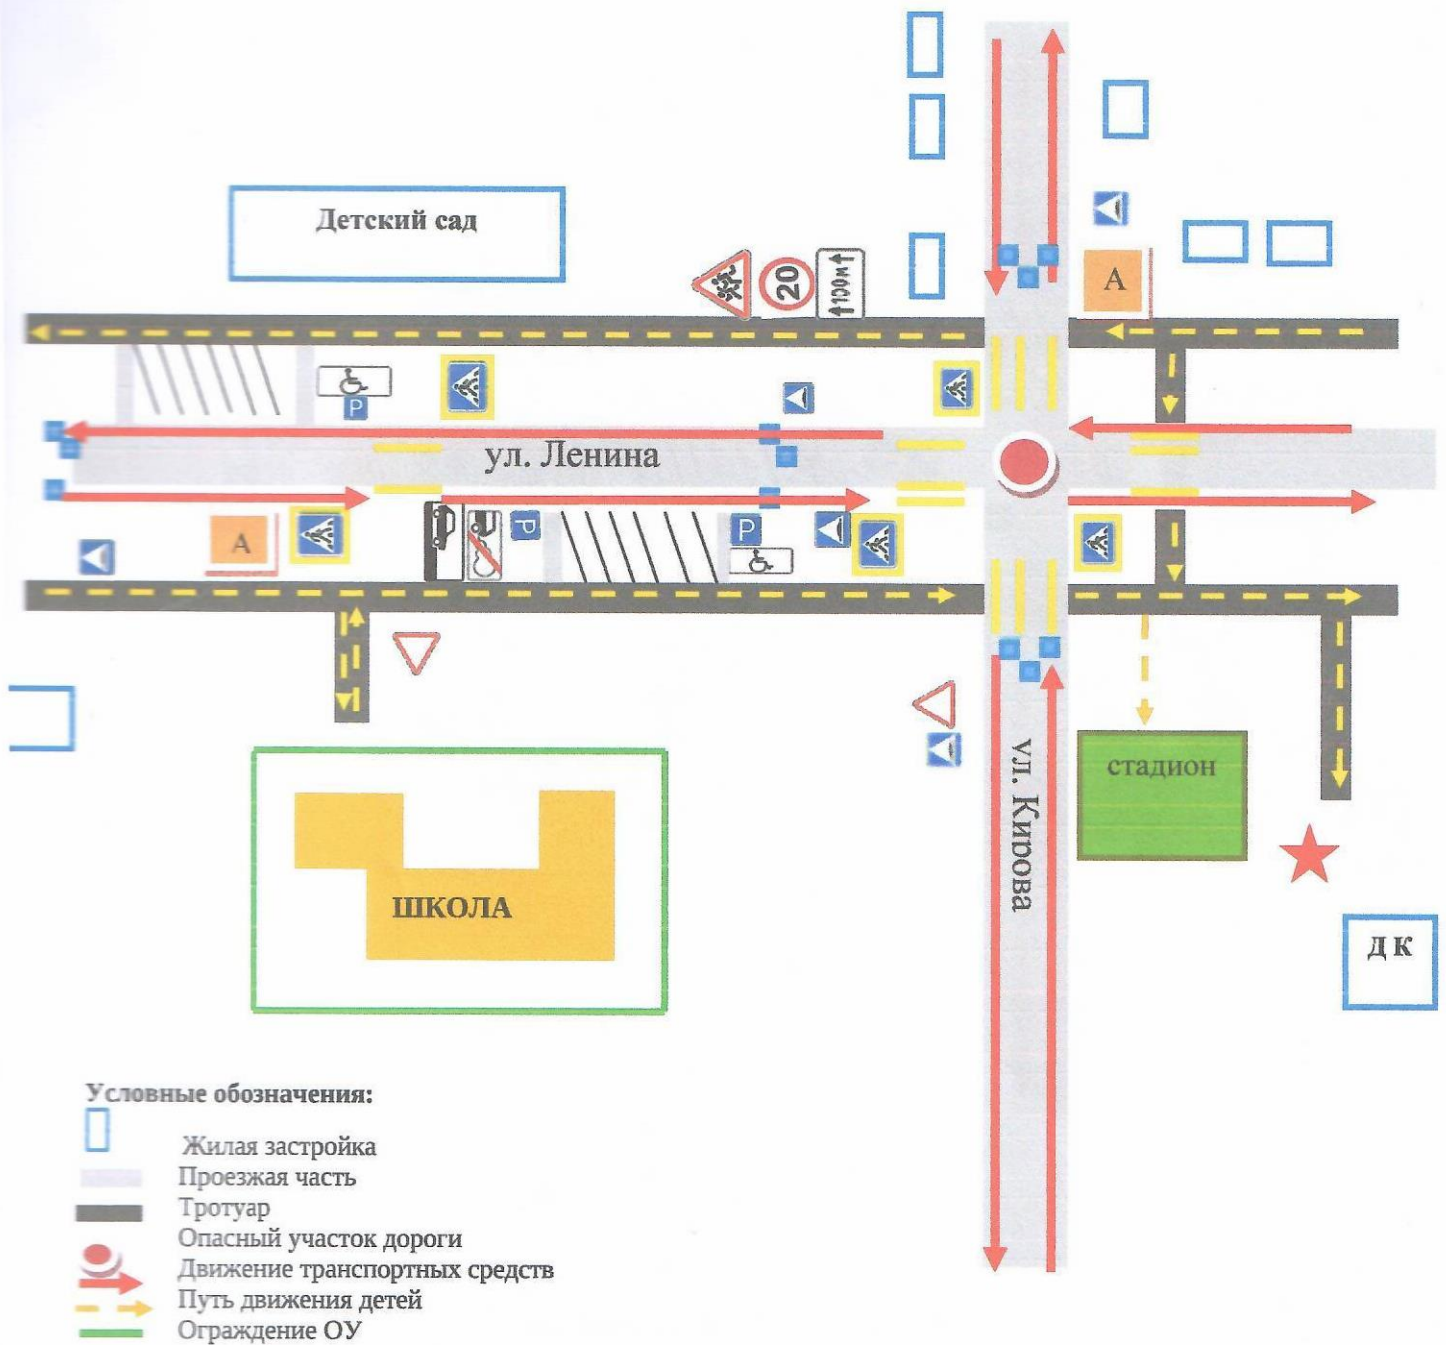 Детский сад
20
100м
А
Р
ул. Ленина
А
Р
Р
ул. Кирова
стадион
ШКОЛА
Д К
Условные обозначения:
Жилая застройка
Проезжая часть
Тротуар
Опасный участок дороги
Движение транспортных средств
Путь движения детей
Ограждение ОУ